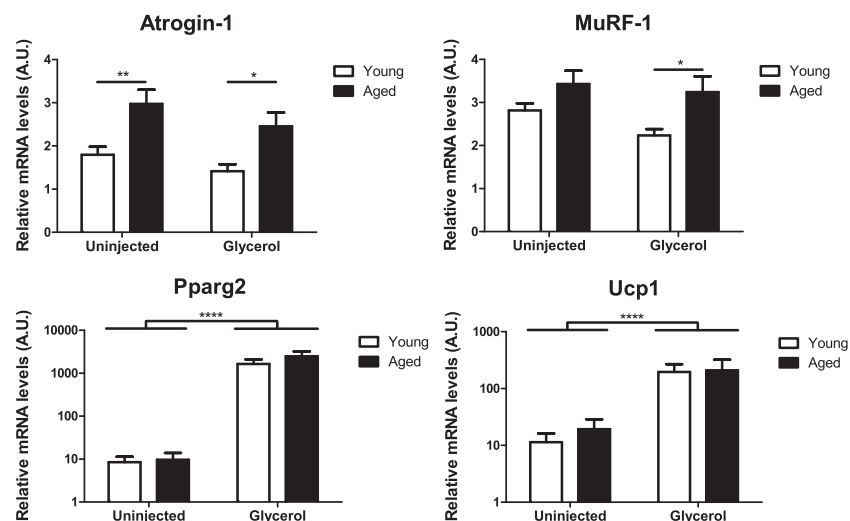 Atrogin-1
Relative mRNA levels (A.U.)
4
3
2
1
0
**
*
Uninjected
Glycerol
Young
Aged
MuRF-1
Relative mRNA levels (A.U.)
4
3
2
1
0
*
Uninjected
Glycerol
Young
Aged
Pparg2
Relative mRNA levels (A.U.)
10000
1000
100
10
1
****
Uninjected
Glycerol
Young
Aged
Ucp1
Relative mRNA levels (A.U.)
1000
100
10
1
****
Uninjected
Glycerol
Young
Aged